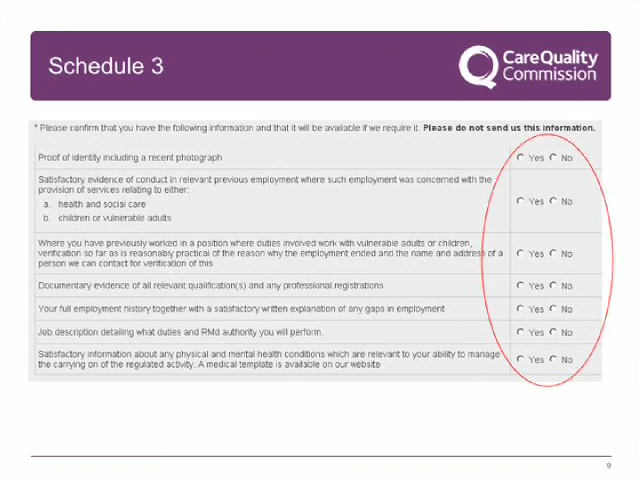 Schedule 3
CareQuality
Commission
* Please confirm that you have the following information and that it will be available if we require it. Please do not send us this information.
Proof of identity including a recent photograph
Yes No
Satisfactory evidence of conduct in relevant previous employment where such employment was concerned with the
provision of services relating to either:
a. health and social care
b. children or vulnerable adults
Yes No
Where you have previously worked in a position where duties involved work with vulnerable adults or children,
verification so far as is reasonably practical of the reason why the employment ended and the name and address of a
person we can contact for verification of this
Yes No
Documentary evidence of all relevant qualification(s) and any professional registrations
Yes No
Your full employment history together with a satisfactory written explanation of any gaps in employment
Yes No
Job description detailing what duties and RMd authority you will perform.
Yes No
Satisfactory information about any physical and mental health conditions which are relevant to your ability to manage
the carrying on of the regulated activity. A medical template is available on our website
Yes No
9